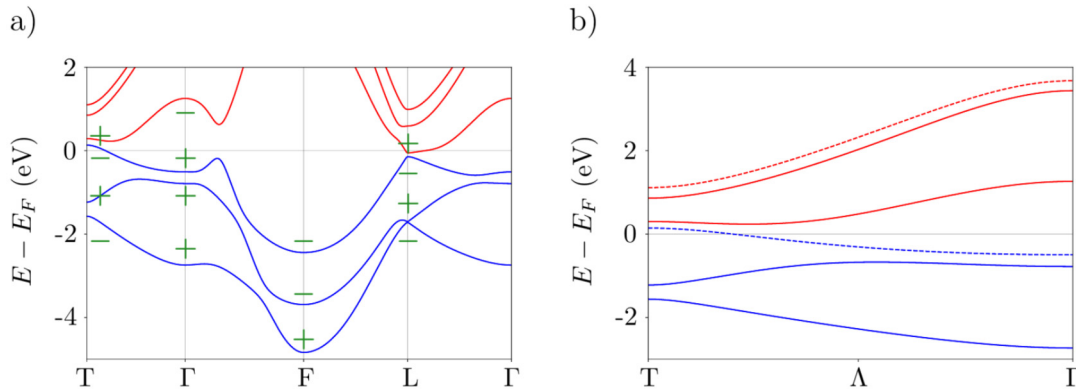 a)
b)
2
0
-2
-4
E − E_F (eV)
T Γ F L Γ
+ + + − + − − + + + − − − + + + −
4
2
0
-2
E − E_F (eV)
T Λ Γ